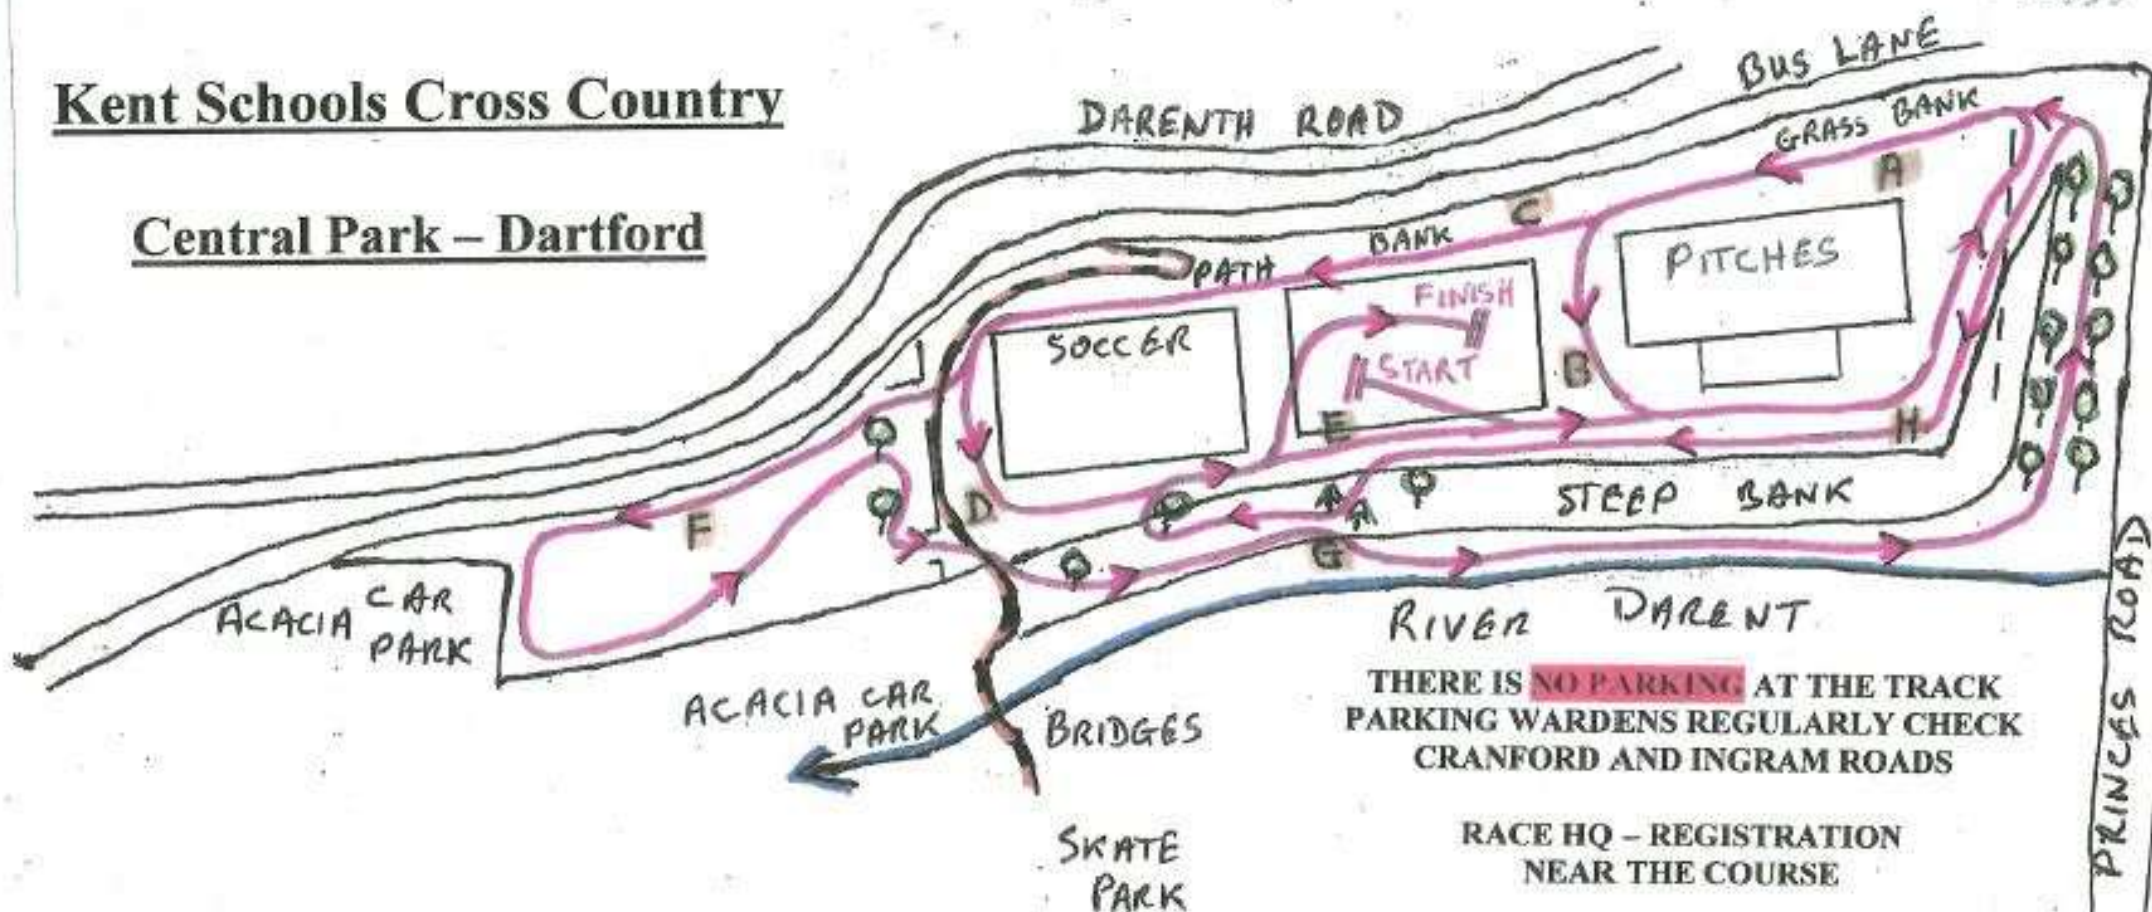 Kent Schools Cross Country
Central Park – Dartford
BUS LANE
DARENTH ROAD
GRASS BANK
A
C
BANK
PITCHES
PATH
FINISH
SOCCER
START
B
E
H
D
STEEP BANK
F
G
ACACIA CAR
PARK
RIVER DARENT
ACACIA CAR
PARK
BRIDGES
PRINCES ROAD
THERE IS NO PARKING AT THE TRACK
PARKING WARDENS REGULARLY CHECK
CRANFORD AND INGRAM ROADS
SKATE
PARK
RACE HQ – REGISTRATION
NEAR THE COURSE